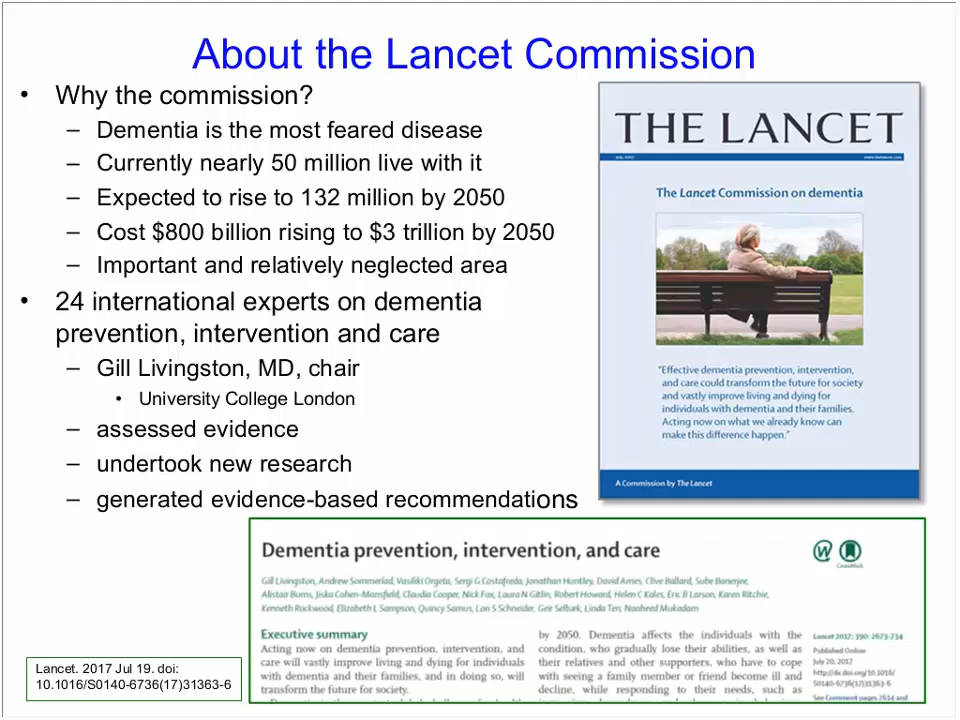 About the Lancet Commission
• Why the commission?
– Dementia is the most feared disease
– Currently nearly 50 million live with it
– Expected to rise to 132 million by 2050
– Cost $800 billion rising to $3 trillion by 2050
– Important and relatively neglected area
• 24 international experts on dementia
prevention, intervention and care
– Gill Livingston, MD, chair
• University College London
– assessed evidence
– undertook new research
– generated evidence-based recommendations
THE LANCET
July 2017
www.thelancet.com
The Lancet Commission on dementia
"Effective dementia prevention, intervention,
and care could transform the future for society
and vastly improve living and dying for
individuals with dementia and their families.
Acting now on what we already know can
make this difference happen."
A Commission by The Lancet
Dementia prevention, intervention, and care
CrossMark
Gill Livingston, Andrew Sommerlad, Vasiliki Orgeta, Sergi G Costafreda, Jonathan Huntley, David Ames, Clive Ballard, Sube Banerjee,
Alistair Burns, Jiska Cohen-Mansfield, Claudia Cooper, Nick Fox, Laura N Gitlin, Robert Howard, Helen C Kales, Eric B Larson, Karen Ritchie,
Kenneth Rockwood, Elizabeth L Sampson, Quincy Samus, Lon S Schneider, Geir Selbæk, Linda Teri, Naaheed Mukadam
Executive summary
Acting now on dementia prevention, intervention, and
care will vastly improve living and dying for individuals
with dementia and their families, and in doing so, will
transform the future for society.
by 2050. Dementia affects the individuals with the
condition, who gradually lose their abilities, as well as
their relatives and other supporters, who have to cope
with seeing a family member or friend become ill and
decline, while responding to their needs, such as
Lancet 2017; 390: 2673–734
Published Online
July 20, 2017
http://dx.doi.org/10.1016/
S0140-6736(17)31363-6
See Comment pages 2614 and
Lancet. 2017 Jul 19. doi:
10.1016/S0140-6736(17)31363-6